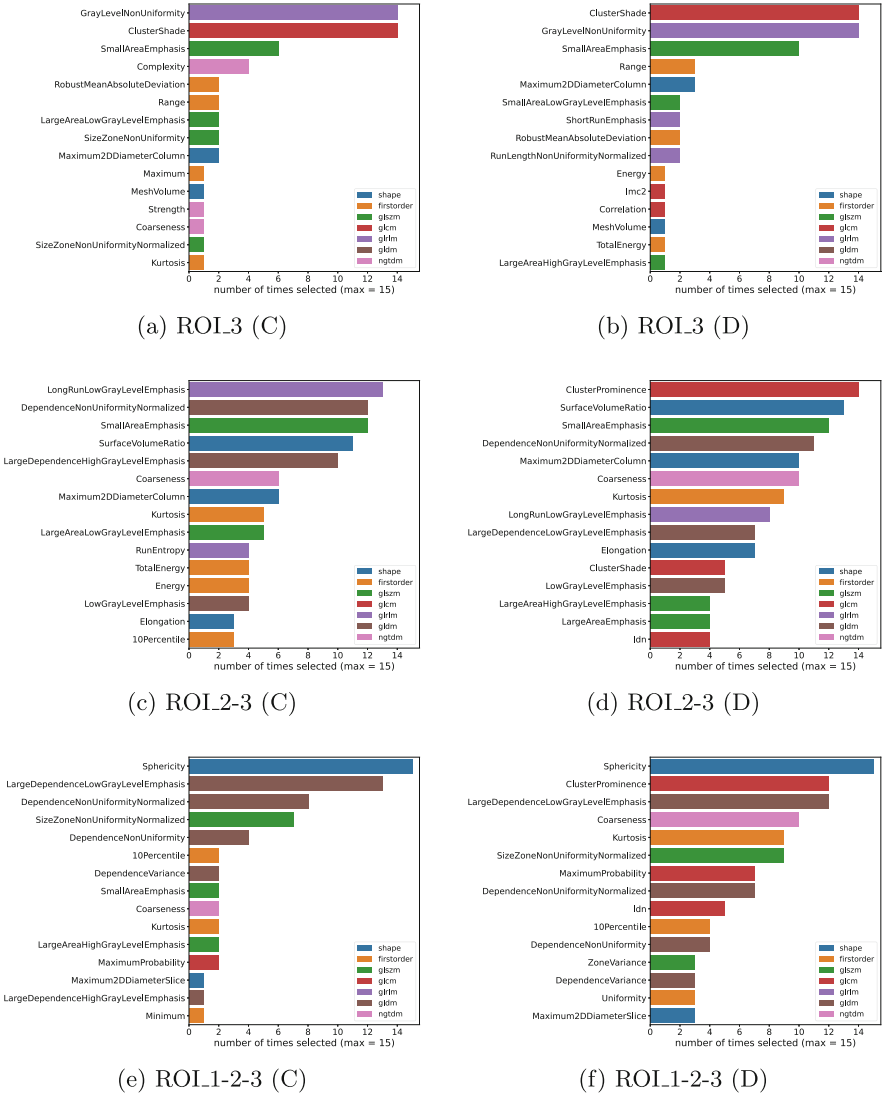 GrayLevelNonUniformity
ClusterShade
SmallAreaEmphasis
Complexity
RobustMeanAbsoluteDeviation
Range
LargeAreaLowGrayLevelEmphasis
SizeZoneNonUniformity
Maximum2DDiameterColumn
Maximum
MeshVolume
Strength
Coarseness
SizeZoneNonUniformityNormalized
Kurtosis
shape
firstorder
glszm
glcm
glrlm
gldm
ngtdm
0 2 4 6 8 10 12 14
number of times selected (max = 15)
(a) ROI_3 (C)
ClusterShade
GrayLevelNonUniformity
SmallAreaEmphasis
Range
Maximum2DDiameterColumn
SmallAreaLowGrayLevelEmphasis
ShortRunEmphasis
RobustMeanAbsoluteDeviation
RunLengthNonUniformityNormalized
Energy
Imc2
Correlation
MeshVolume
TotalEnergy
LargeAreaHighGrayLevelEmphasis
shape
firstorder
glszm
glcm
glrlm
gldm
ngtdm
0 2 4 6 8 10 12 14
number of times selected (max = 15)
(b) ROI_3 (D)
LongRunLowGrayLevelEmphasis
DependenceNonUniformityNormalized
SmallAreaEmphasis
SurfaceVolumeRatio
LargeDependenceHighGrayLevelEmphasis
Coarseness
Maximum2DDiameterColumn
Kurtosis
LargeAreaLowGrayLevelEmphasis
RunEntropy
TotalEnergy
Energy
LowGrayLevelEmphasis
Elongation
10Percentile
shape
firstorder
glszm
glcm
glrlm
gldm
ngtdm
0 2 4 6 8 10 12 14
number of times selected (max = 15)
(c) ROI_2-3 (C)
ClusterProminence
SurfaceVolumeRatio
SmallAreaEmphasis
DependenceNonUniformityNormalized
Maximum2DDiameterColumn
Coarseness
Kurtosis
LongRunLowGrayLevelEmphasis
LargeDependenceLowGrayLevelEmphasis
Elongation
ClusterShade
LowGrayLevelEmphasis
LargeAreaHighGrayLevelEmphasis
LargeAreaEmphasis
Idn
shape
firstorder
glszm
glcm
glrlm
gldm
ngtdm
0 2 4 6 8 10 12 14
number of times selected (max = 15)
(d) ROI_2-3 (D)
Sphericity
LargeDependenceLowGrayLevelEmphasis
DependenceNonUniformityNormalized
SizeZoneNonUniformityNormalized
DependenceNonUniformity
10Percentile
DependenceVariance
SmallAreaEmphasis
Coarseness
Kurtosis
LargeAreaHighGrayLevelEmphasis
MaximumProbability
Maximum2DDiameterSlice
LargeDependenceHighGrayLevelEmphasis
Minimum
shape
firstorder
glszm
glcm
glrlm
gldm
ngtdm
0 2 4 6 8 10 12 14
number of times selected (max = 15)
(e) ROI_1-2-3 (C)
Sphericity
ClusterProminence
LargeDependenceLowGrayLevelEmphasis
Coarseness
Kurtosis
SizeZoneNonUniformityNormalized
MaximumProbability
DependenceNonUniformityNormalized
Idn
10Percentile
DependenceNonUniformity
ZoneVariance
DependenceVariance
Uniformity
Maximum2DDiameterSlice
shape
firstorder
glszm
glcm
glrlm
gldm
ngtdm
0 2 4 6 8 10 12 14
number of times selected (max = 15)
(f) ROI_1-2-3 (D)